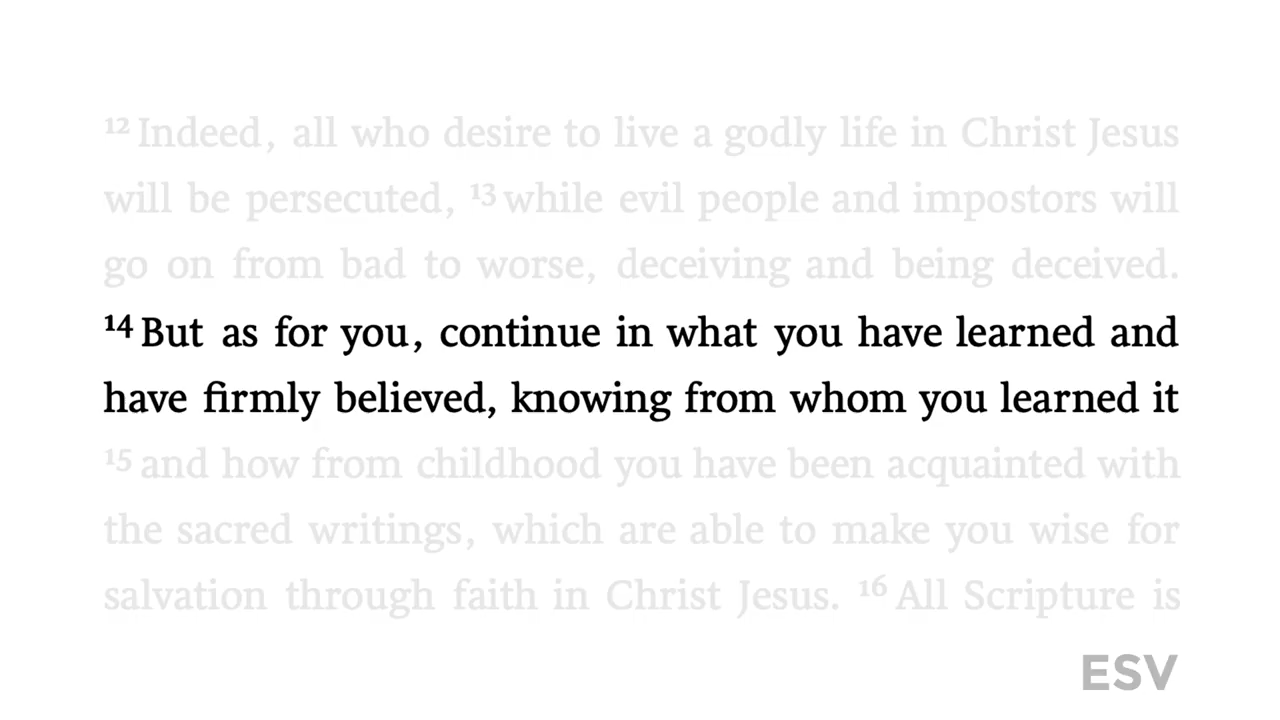 ¹²Indeed, all who desire to live a godly life in Christ Jesus
will be persecuted, ¹³while evil people and impostors will
go on from bad to worse, deceiving and being deceived.
¹⁴But as for you, continue in what you have learned and
have firmly believed, knowing from whom you learned it
¹⁵and how from childhood you have been acquainted with
the sacred writings, which are able to make you wise for
salvation through faith in Christ Jesus. ¹⁶All Scripture is
ESV